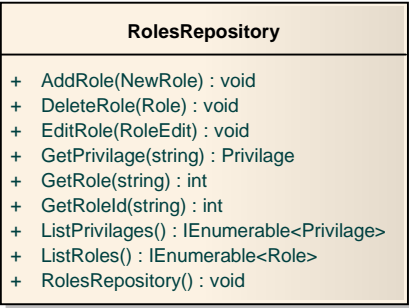 RolesRepository
+ AddRole(NewRole) : void
+ DeleteRole(Role) : void
+ EditRole(RoleEdit) : void
+ GetPrivilage(string) : Privilage
+ GetRole(string) : int
+ GetRoleId(string) : int
+ ListPrivilages() : IEnumerable<Privilage>
+ ListRoles() : IEnumerable<Role>
+ RolesRepository() : void